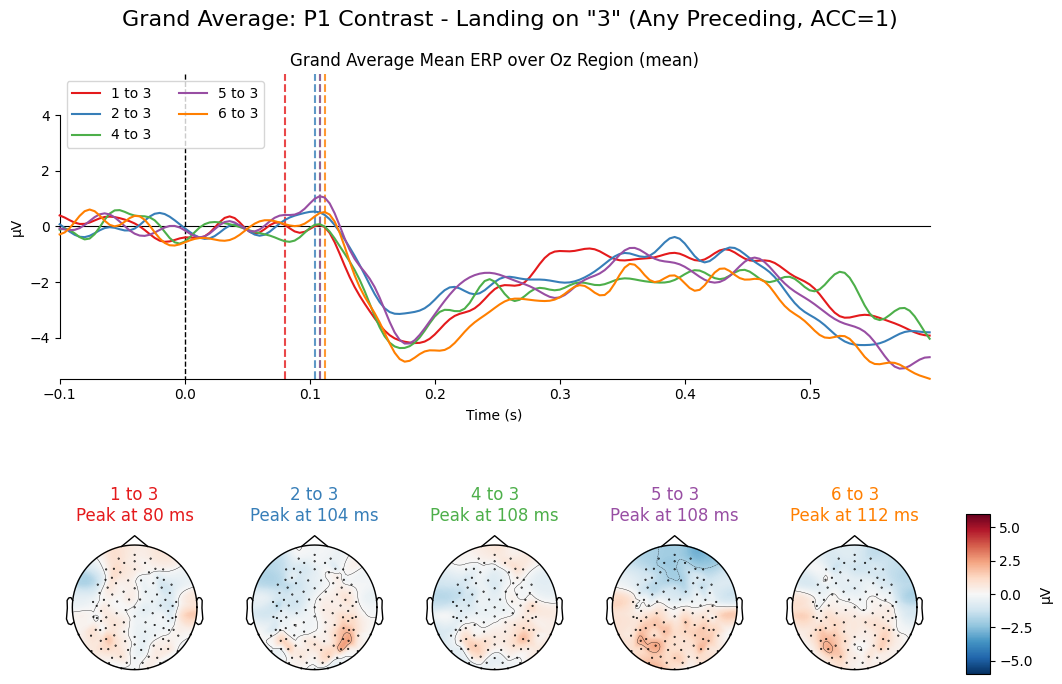 Grand Average: P1 Contrast - Landing on "3" (Any Preceding, ACC=1)
Grand Average Mean ERP over Oz Region (mean)
1 to 3
2 to 3
4 to 3
5 to 3
6 to 3
µV
4
2
0
−2
−4
−0.1
0.0
0.1
0.2
0.3
0.4
0.5
Time (s)
1 to 3
Peak at 80 ms
2 to 3
Peak at 104 ms
4 to 3
Peak at 108 ms
5 to 3
Peak at 108 ms
6 to 3
Peak at 112 ms
5.0
2.5
0.0
−2.5
−5.0
µV